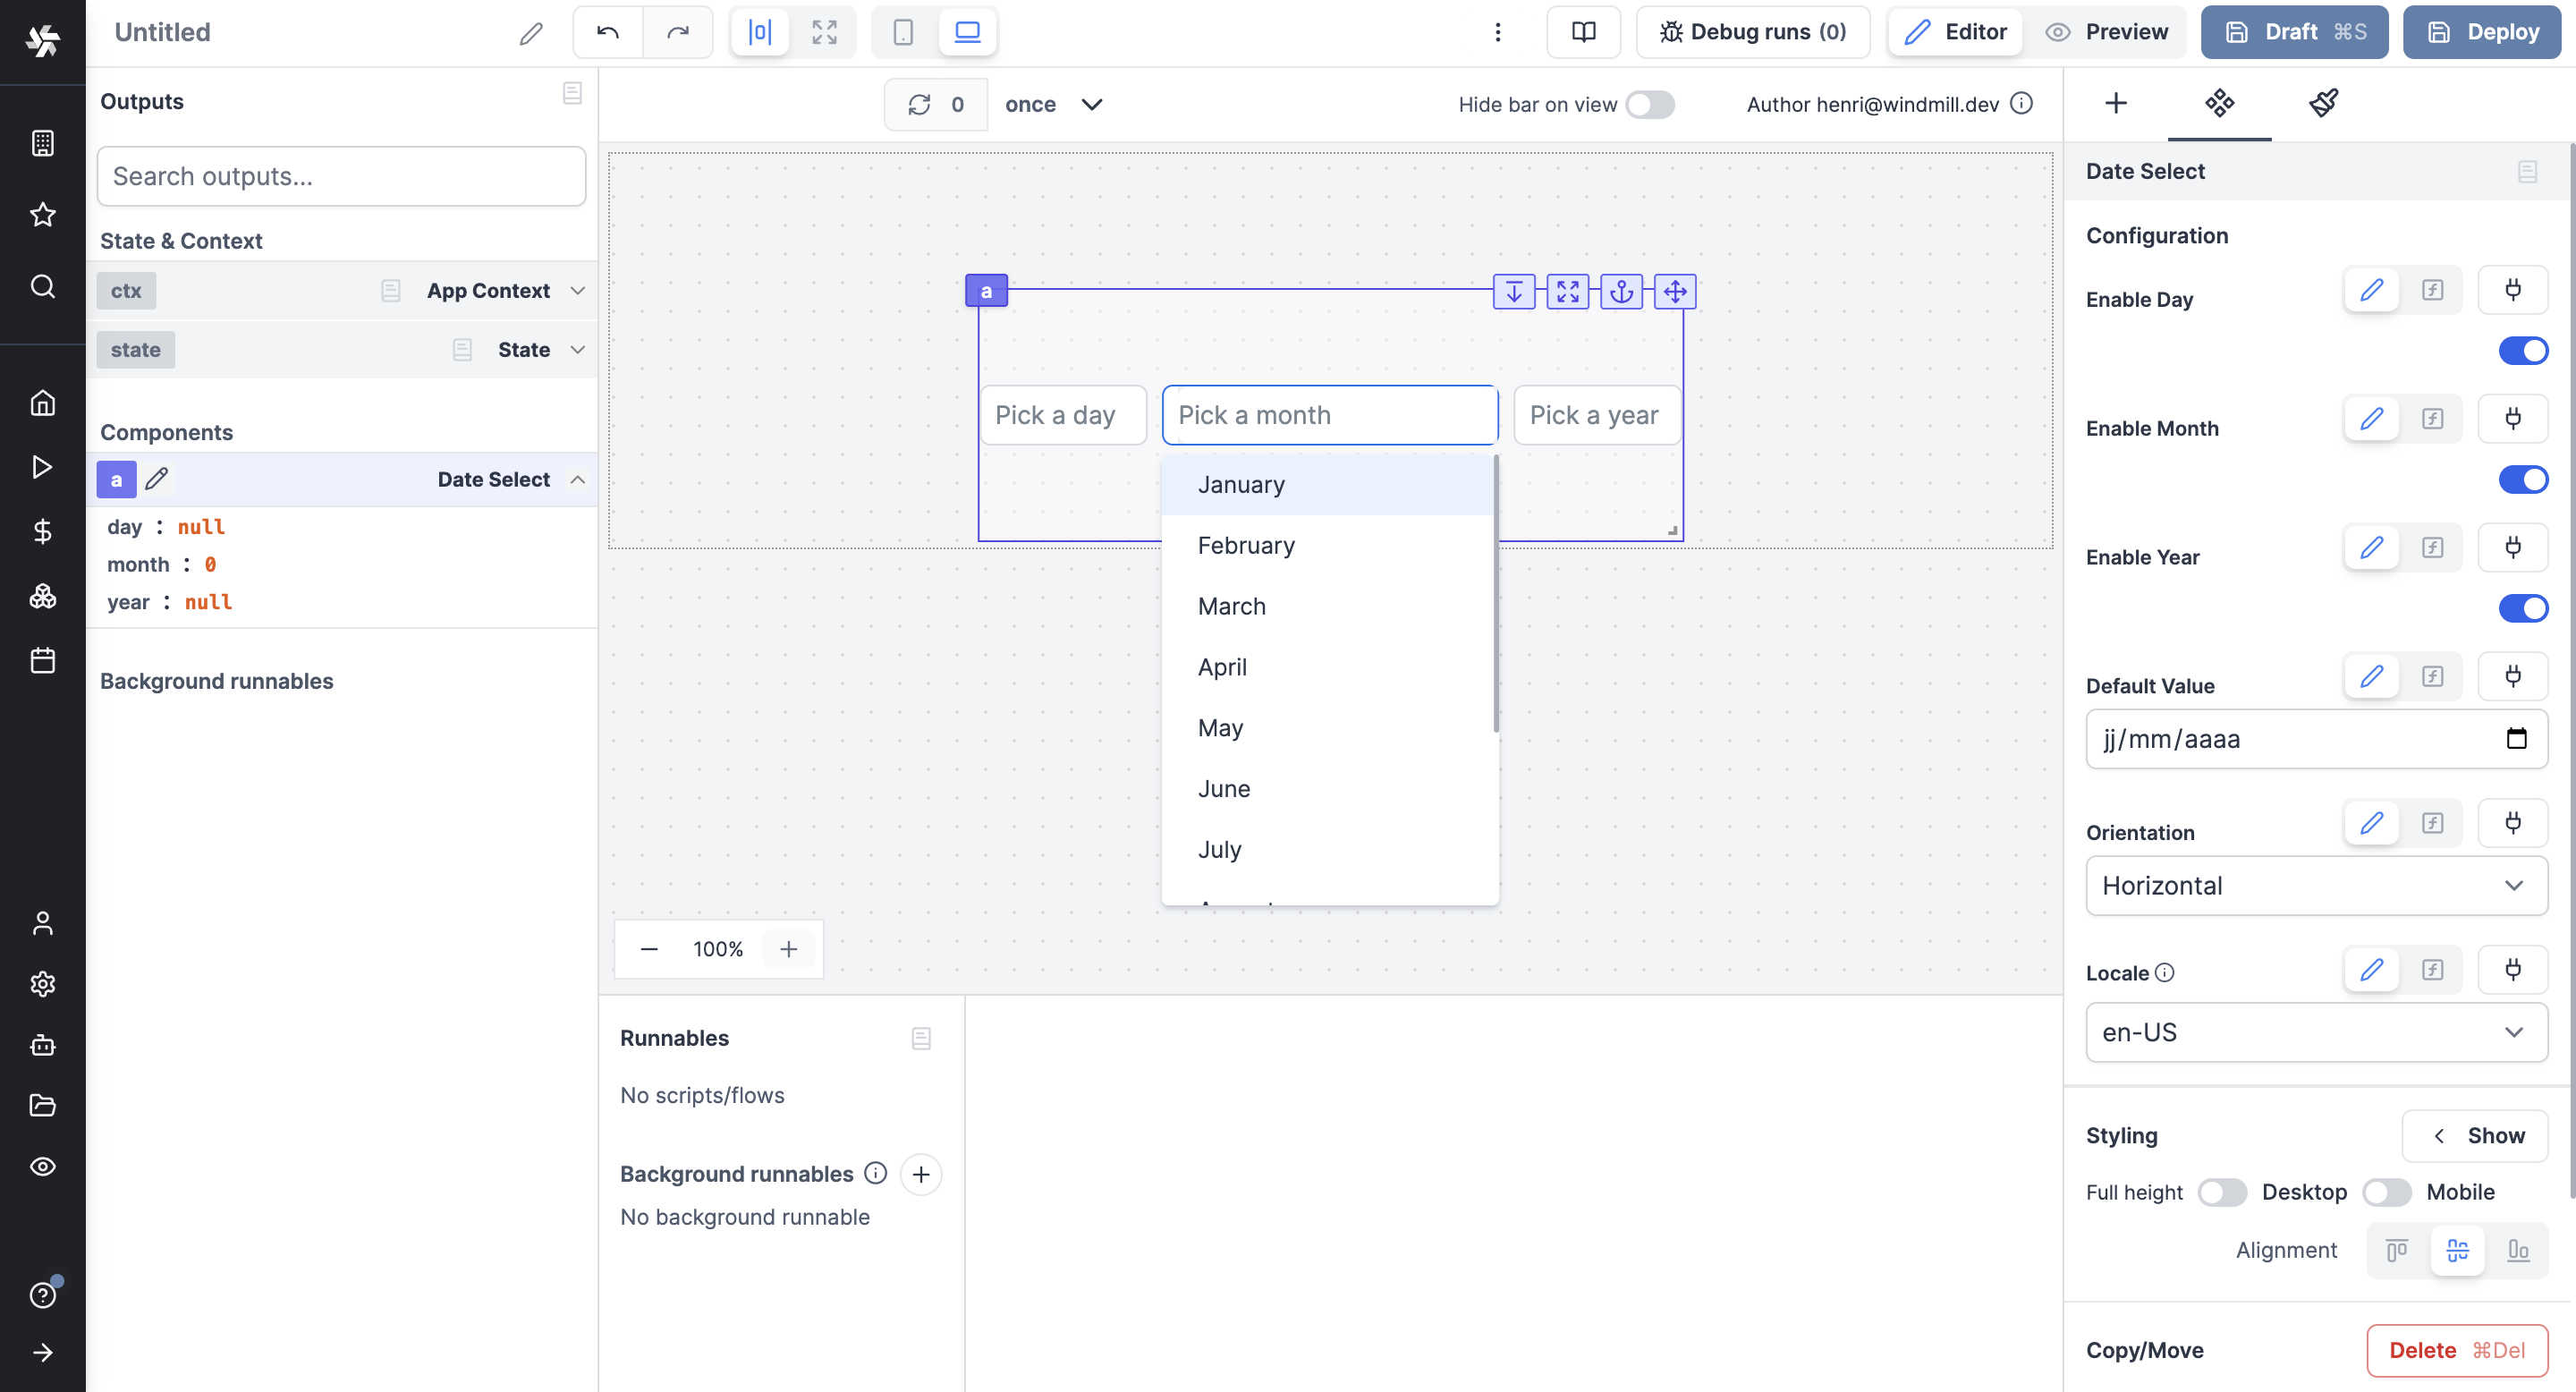 Untitled
Debug runs (0)
Editor
Preview
Draft ⌘S
Deploy
Outputs
Search outputs...
State & Context
ctx
App Context
state
State
Components
a
Date Select
day : null
month : 0
year : null
Background runnables
0
once
Hide bar on view
Author henri@windmill.dev
a
Pick a day
Pick a month
Pick a year
January
February
March
April
May
June
July
100%
Runnables
No scripts/flows
Background runnables
No background runnable
Date Select
Configuration
Enable Day
Enable Month
Enable Year
Default Value
jj/mm/aaaa
Orientation
Horizontal
Locale
en-US
Styling
Show
Full height
Desktop
Mobile
Alignment
Copy/Move
Delete ⌘Del